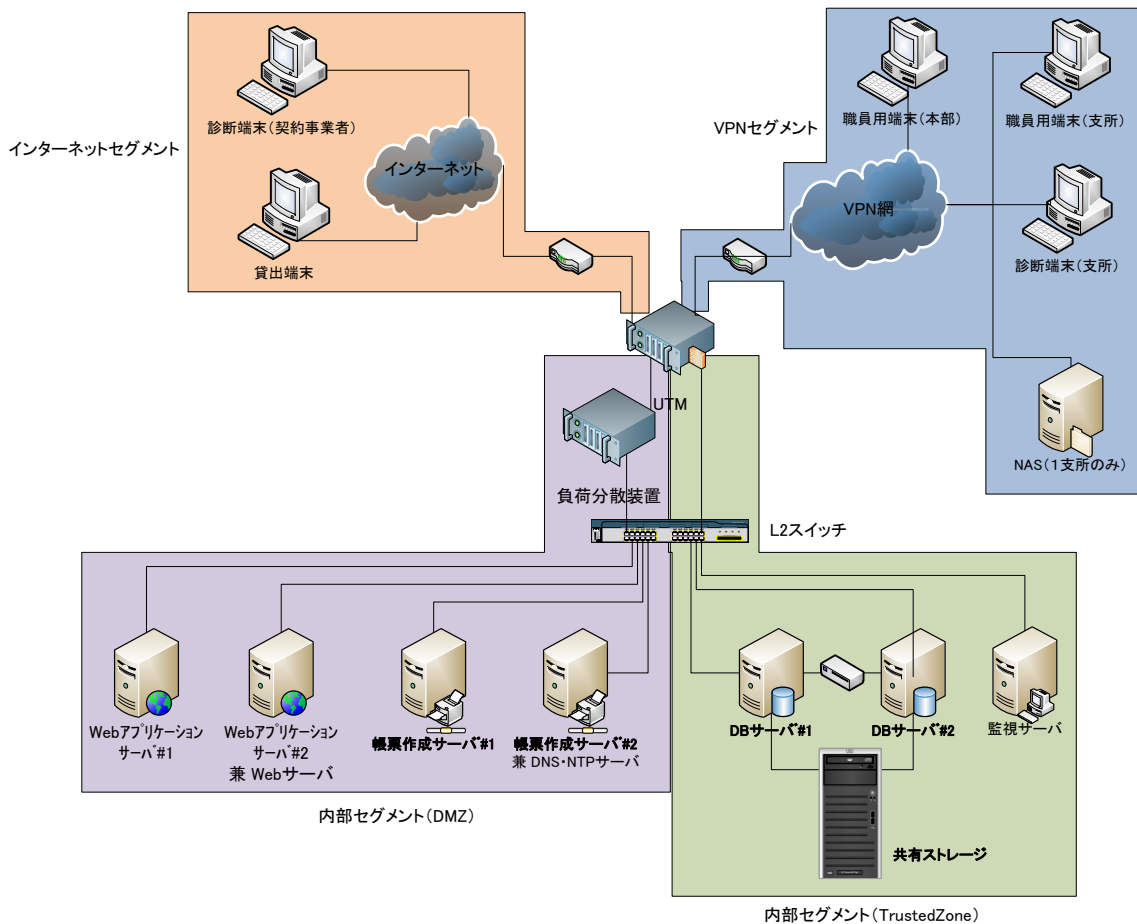 診断端末(契約事業者)
インターネットセグメント
インターネット
貸出端末
VPNセグメント
職員用端末(本部)
職員用端末(支所)
VPN網
診断端末(支所)
NAS(1支所のみ)
UTM
負荷分散装置
L2スイッチ
Webアプリケーション
サーバ#1
Webアプリケーション
サーバ#2
兼 Webサーバ
帳票作成サーバ#1
帳票作成サーバ#2
兼 DNS・NTPサーバ
DBサーバ#1
DBサーバ#2
監視サーバ
共有ストレージ
内部セグメント(DMZ)
内部セグメント(TrustedZone)